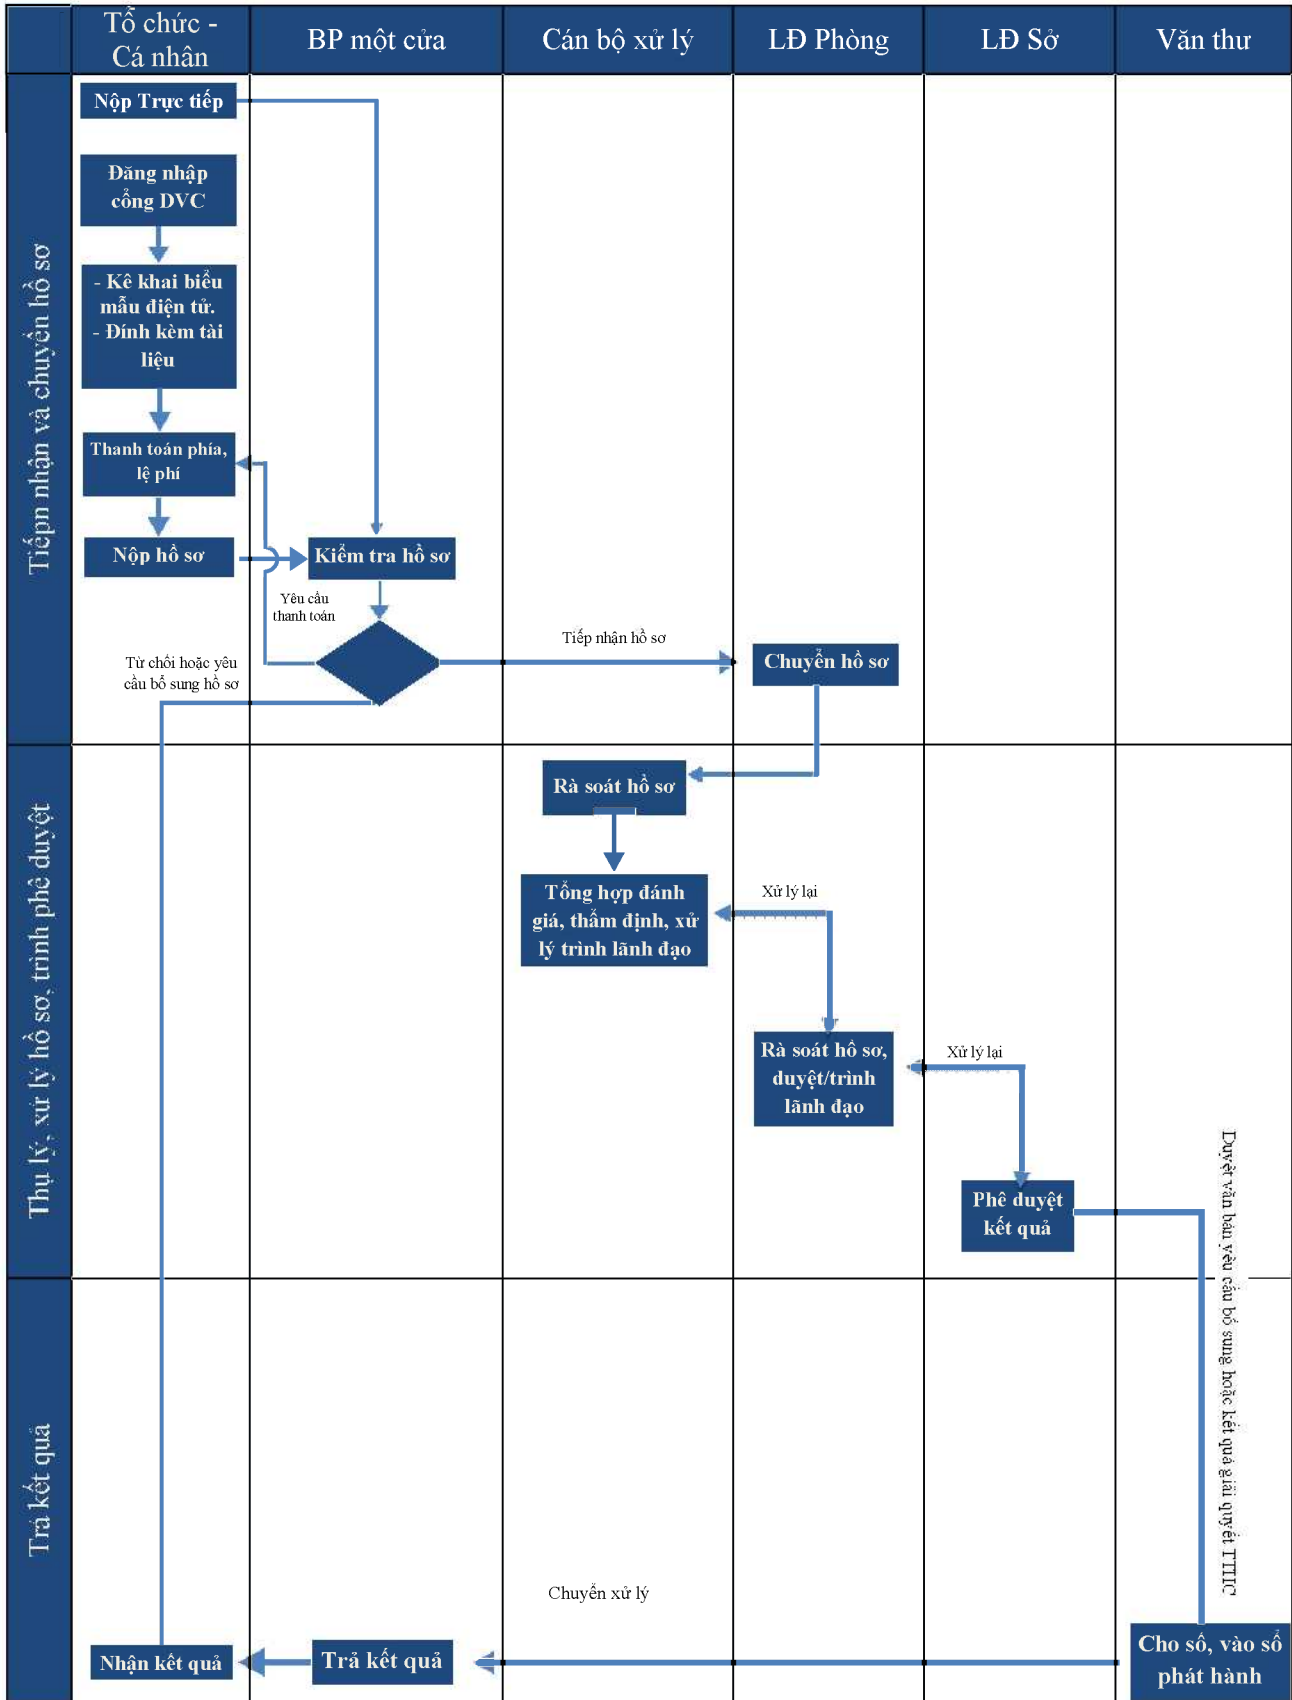 Tổ chức -
Cá nhân
BP một cửa
Cán bộ xử lý
LĐ Phòng
LĐ Sở
Văn thư
Tiếpn nhận và chuyển hồ sơ
Nộp Trực tiếp
Đăng nhập
cổng DVC
- Kê khai biểu
mẫu điện tử.
- Đính kèm tài
liệu
Thanh toán phía,
lệ phí
Nộp hồ sơ
Kiểm tra hồ sơ
Yêu cầu
thanh toán
Từ chối hoặc yêu
cầu bổ sung hồ sơ
Tiếp nhận hồ sơ
Chuyển hồ sơ
Thụ lý, xử lý hồ sơ, trình phê duyệt
Rà soát hồ sơ
Tổng hợp đánh
giá, thẩm định, xử
lý trình lãnh đạo
Xử lý lại
Rà soát hồ sơ,
duyệt/trình
lãnh đạo
Xử lý lại
Phê duyệt
kết quả
Duyệt văn bản yêu cầu bổ sung hoặc kết quả giải quyết TTHC
Trả kết quả
Chuyển xử lý
Nhận kết quả
Trả kết quả
Cho số, vào sổ
phát hành